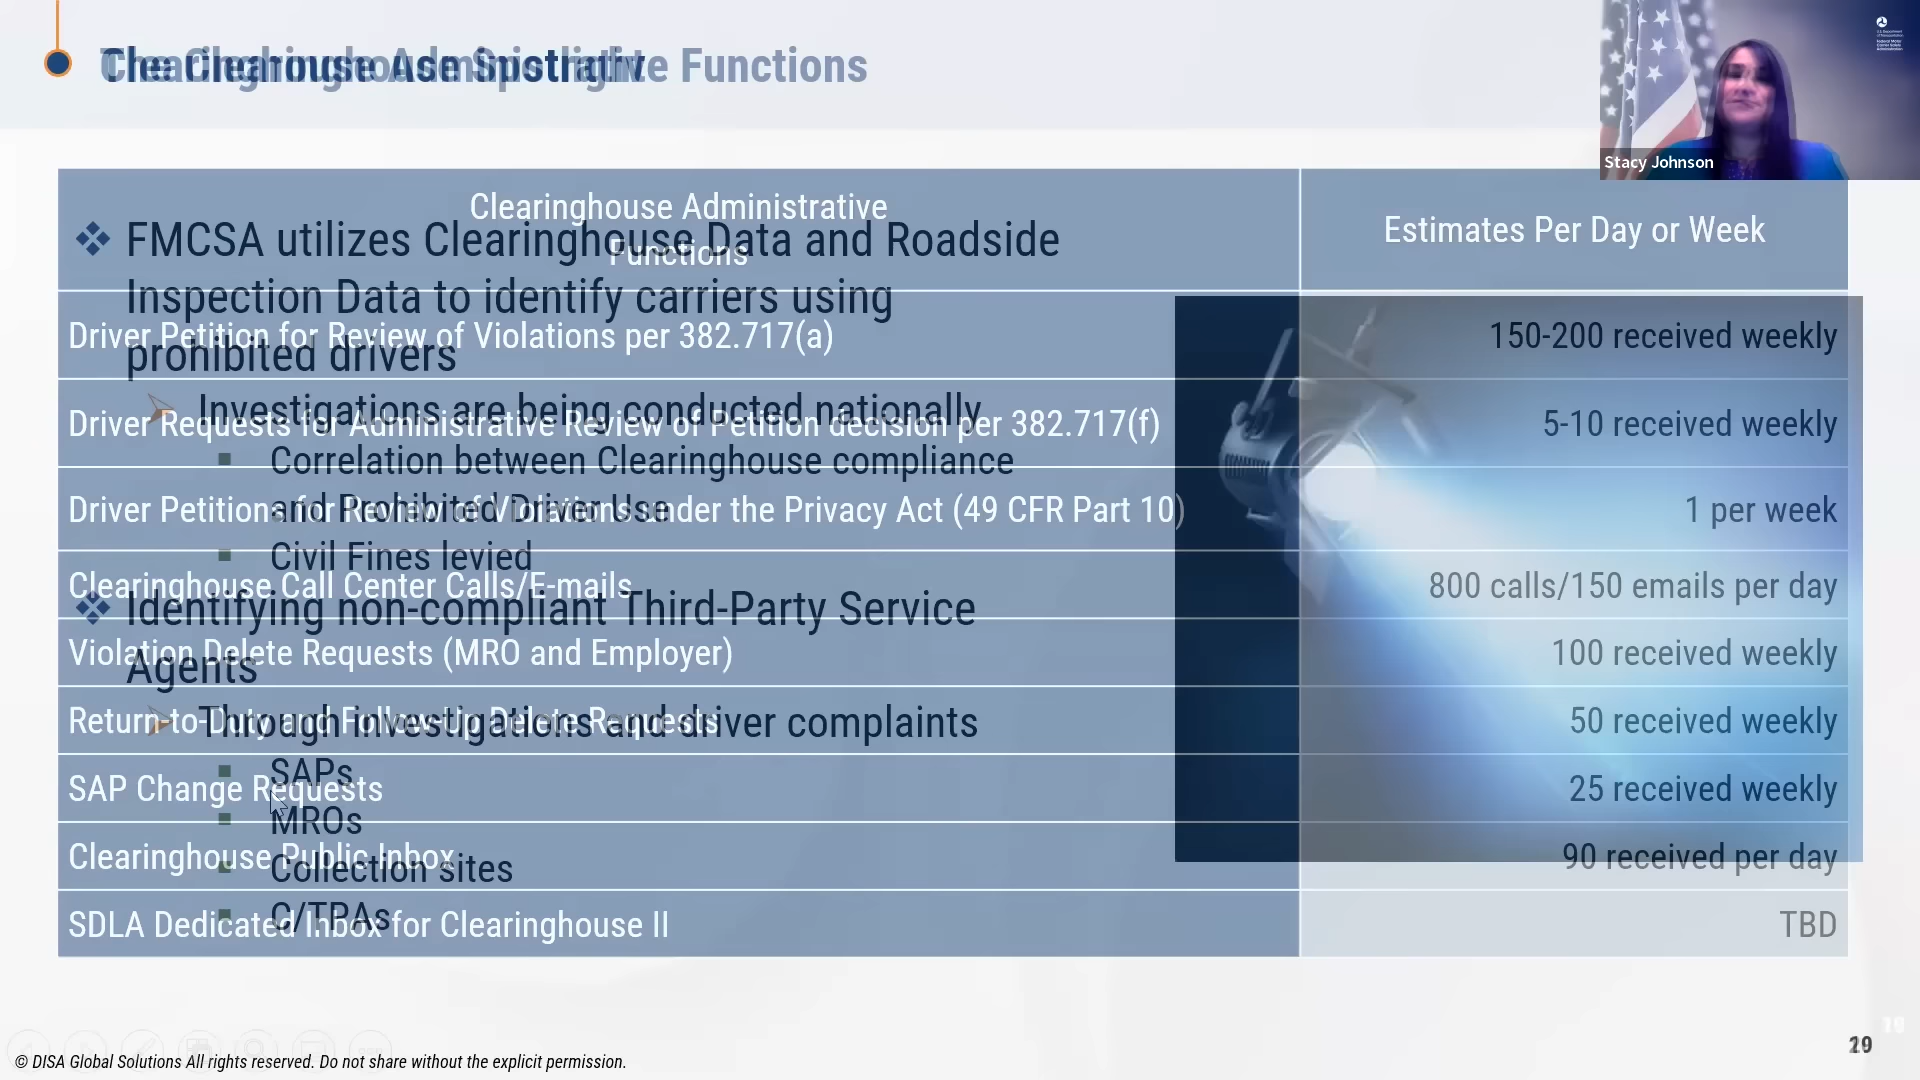 Clearinghouse Administrative Functions
The Clearinghouse Spotlight
Stacy Johnson
Clearinghouse Administrative
Functions
Estimates Per Day or Week
Driver Petition for Review of Violations per 382.717(a)
150-200 received weekly
Driver Requests for Administrative Review of Petition decision per 382.717(f)
5-10 received weekly
Driver Petitions for Review of Violations under the Privacy Act (49 CFR Part 10)
1 per week
Clearinghouse Call Center Calls/E-mails
800 calls/150 emails per day
Violation Delete Requests (MRO and Employer)
100 received weekly
Return-to-Duty and Follow-Up Delete Requests
50 received weekly
SAP Change Requests
25 received weekly
Clearinghouse Public Inbox
90 received per day
SDLA Dedicated Inbox for Clearinghouse II
TBD
FMCSA utilizes Clearinghouse Data and Roadside
Inspection Data to identify carriers using
prohibited drivers
Investigations are being conducted nationally
Correlation between Clearinghouse compliance
and Prohibited Driver Use
Civil Fines levied
Identifying non-compliant Third-Party Service
Agents
Through investigations and driver complaints
SAPs
MROs
Collection sites
C/TPAs
© DISA Global Solutions All rights reserved. Do not share without the explicit permission.